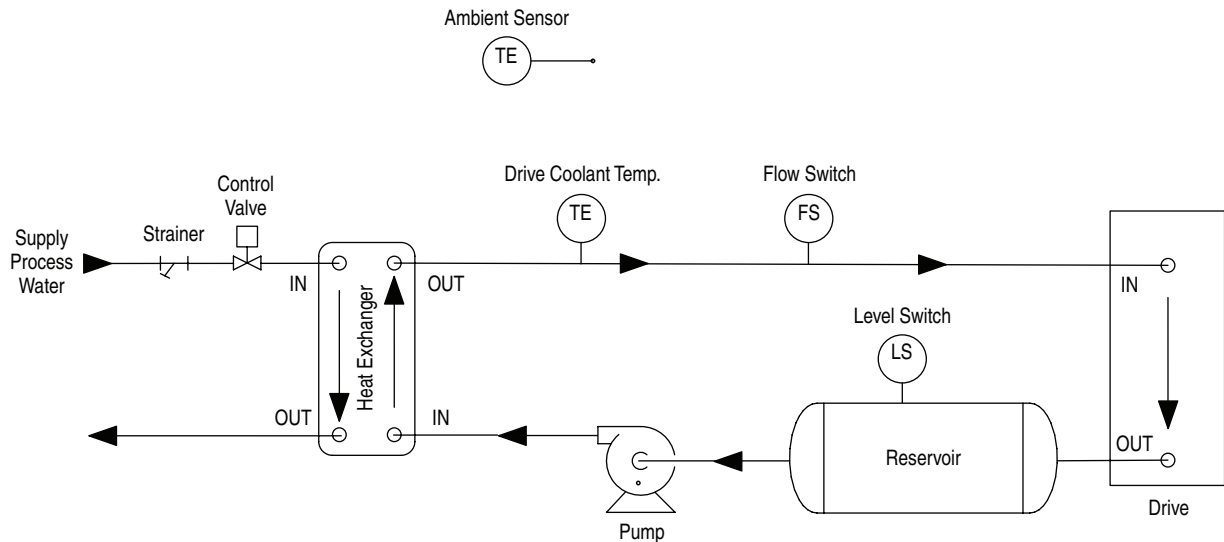 Ambient Sensor
TE
Drive Coolant Temp.
TE
Flow Switch
FS
Control
Valve
Strainer
Supply
Process
Water
IN
OUT
IN
Heat Exchanger
Level Switch
LS
OUT
IN
OUT
Reservoir
Pump
Drive